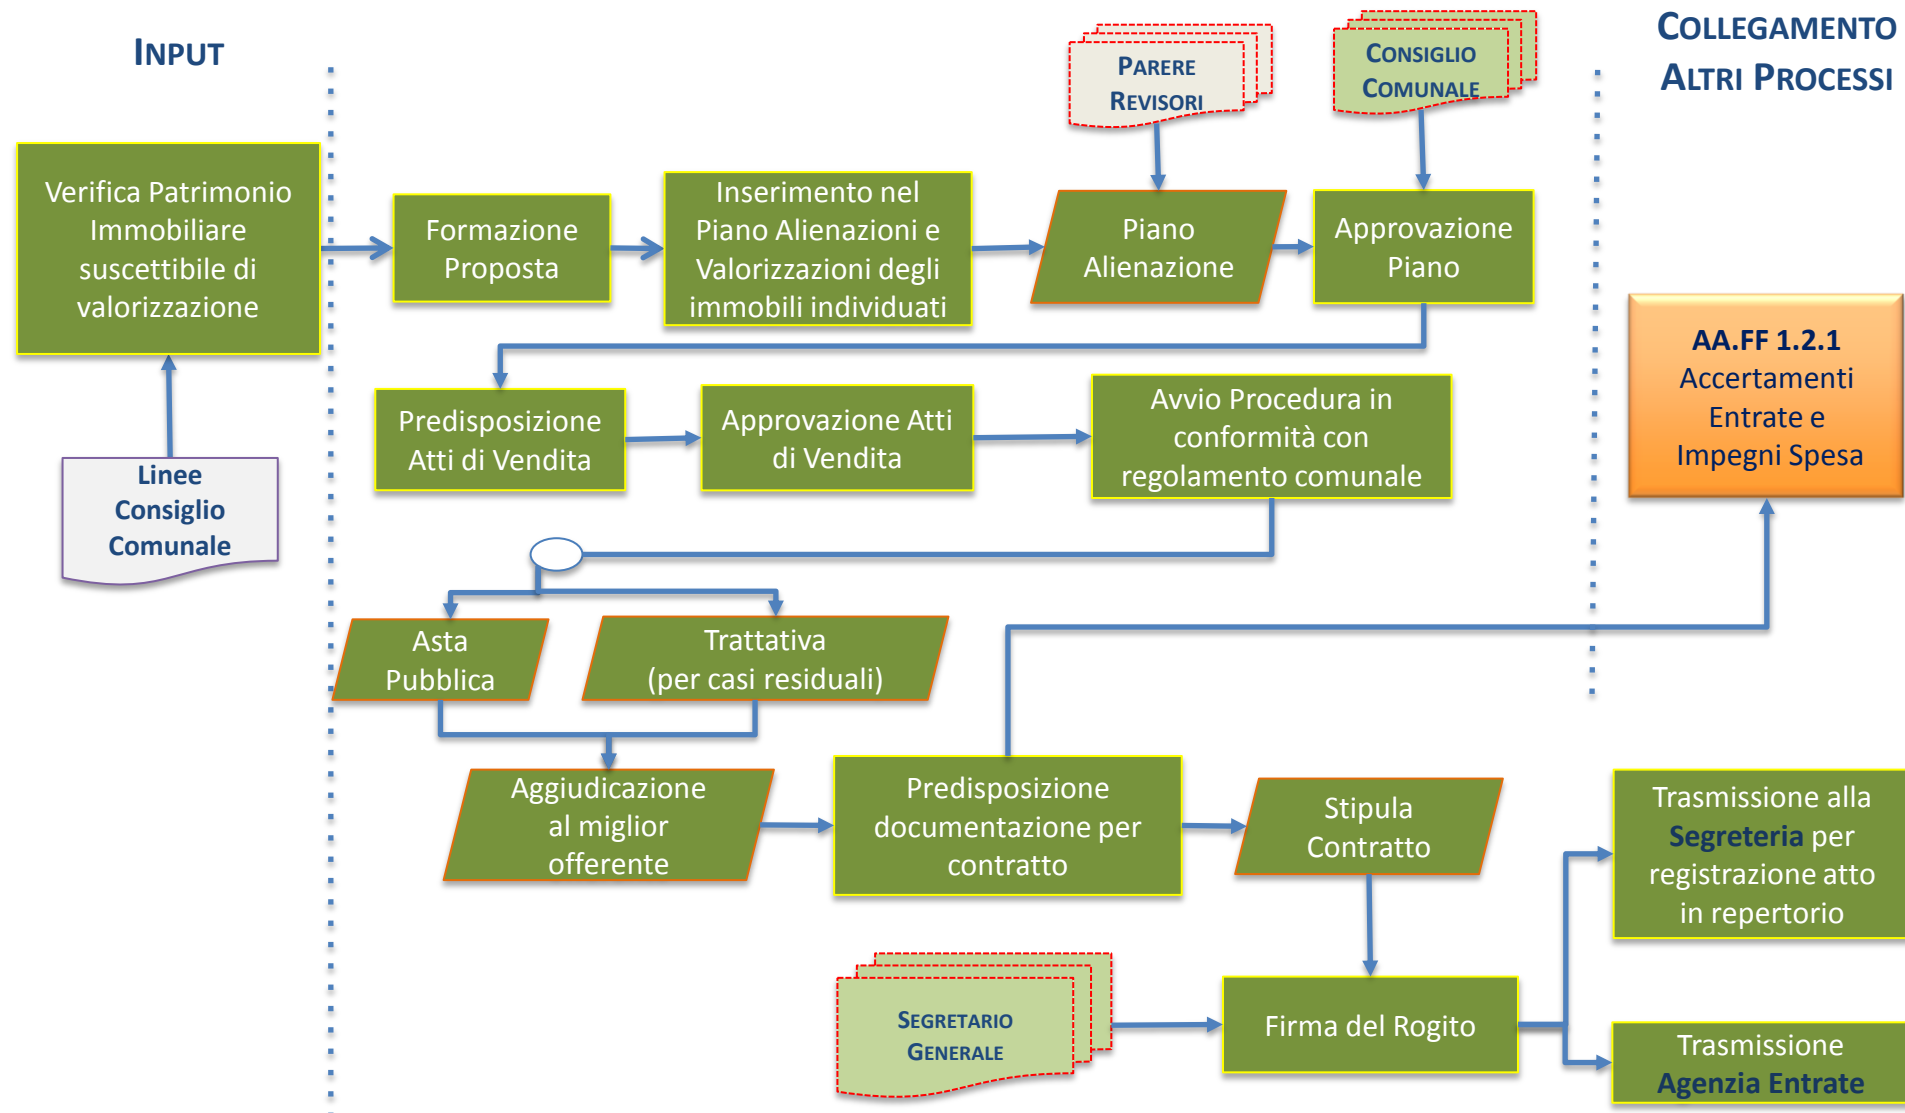 INPUT
COLLEGAMENTO
ALTRI PROCESSI
PARERE
REVISORI
CONSIGLIO
COMUNALE
Verifica Patrimonio
Immobiliare
suscettibile di
valorizzazione
Formazione
Proposta
Inserimento nel
Piano Alienazioni e
Valorizzazioni degli
immobili individuati
Piano
Alienazione
Approvazione
Piano
AA.FF 1.2.1
Accertamenti
Entrate e
Impegni Spesa
Linee
Consiglio
Comunale
Predisposizione
Atti di Vendita
Approvazione Atti
di Vendita
Avvio Procedura in
conformità con
regolamento comunale
Asta
Pubblica
Trattativa
(per casi residuali)
Aggiudicazione
al miglior
offerente
Predisposizione
documentazione per
contratto
Stipula
Contratto
Trasmissione alla
Segreteria per
registrazione atto
in repertorio
SEGRETARIO
GENERALE
Firma del Rogito
Trasmissione
Agenzia Entrate